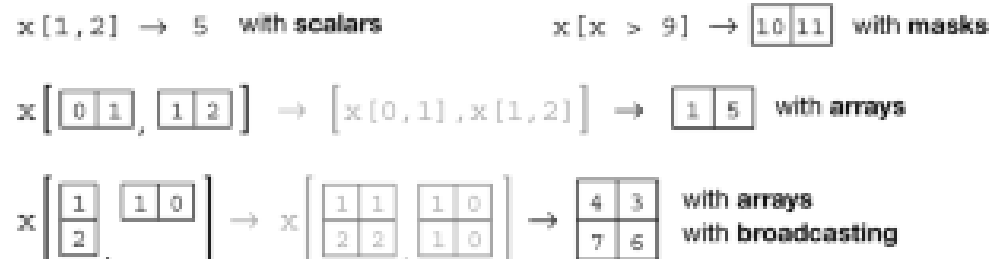 x[1,2] → 5 with scalars
x[x > 9] → 10 11 with masks
x[ 0 1 , 1 2 ] → [x[0,1],x[1,2]] → 1 5 with arrays
x[ 1 , 1 0 ] → x[ 1 1 , 1 0 ] → 4 3 with arrays
2 2 2 1 0 7 6 with broadcasting